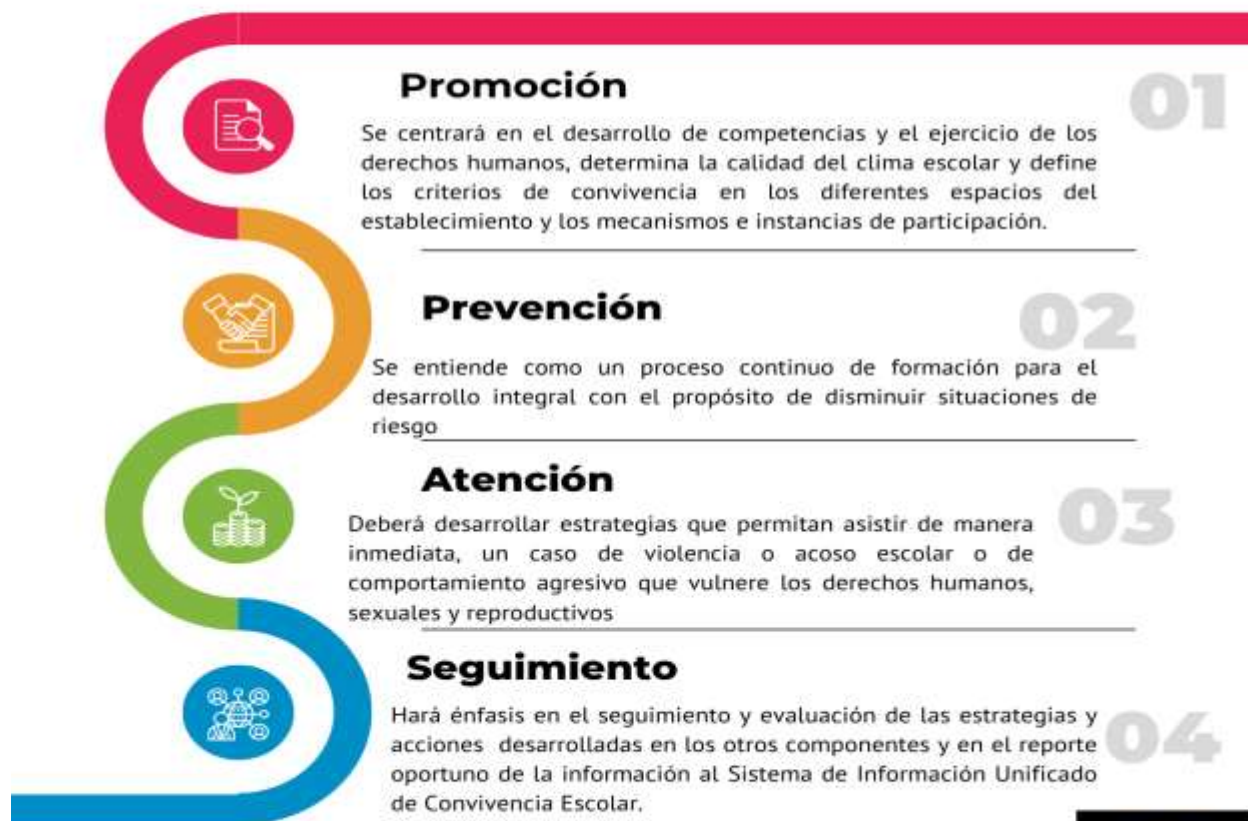 Promoción
01
Se centrará en el desarrollo de competencias y el ejercicio de los
derechos humanos, determina la calidad del clima escolar y define
los criterios de convivencia en los diferentes espacios del
establecimiento y los mecanismos e instancias de participación.
Prevención
02
Se entiende como un proceso continuo de formación para el
desarrollo integral con el propósito de disminuir situaciones de
riesgo
Atención
03
Deberá desarrollar estrategias que permitan asistir de manera
inmediata, un caso de violencia o acoso escolar o de
comportamiento agresivo que vulnere los derechos humanos,
sexuales y reproductivos
Seguimiento
04
Hará énfasis en el seguimiento y evaluación de las estrategias y
acciones desarrolladas en los otros componentes y en el reporte
oportuno de la información al Sistema de Información Unificado
de Convivencia Escolar.